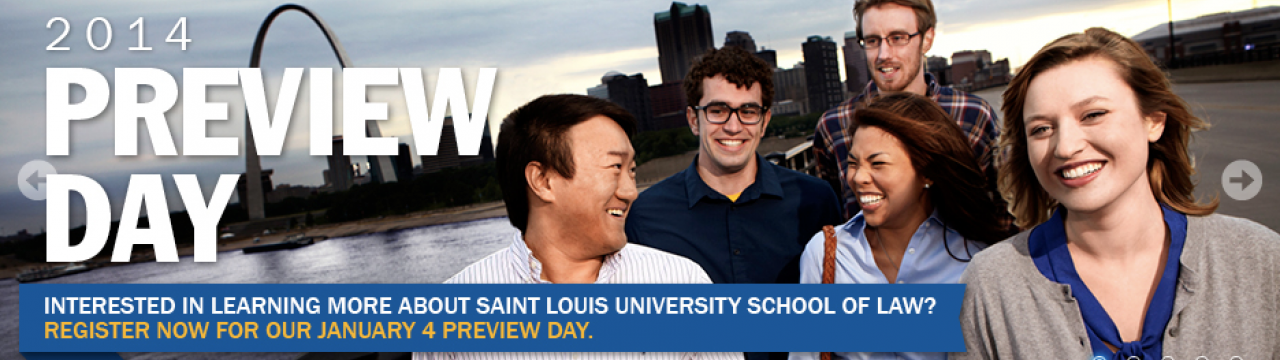 2014
PREVIEW
DAY
INTERESTED IN LEARNING MORE ABOUT SAINT LOUIS UNIVERSITY SCHOOL OF LAW?
REGISTER NOW FOR OUR JANUARY 4 PREVIEW DAY.